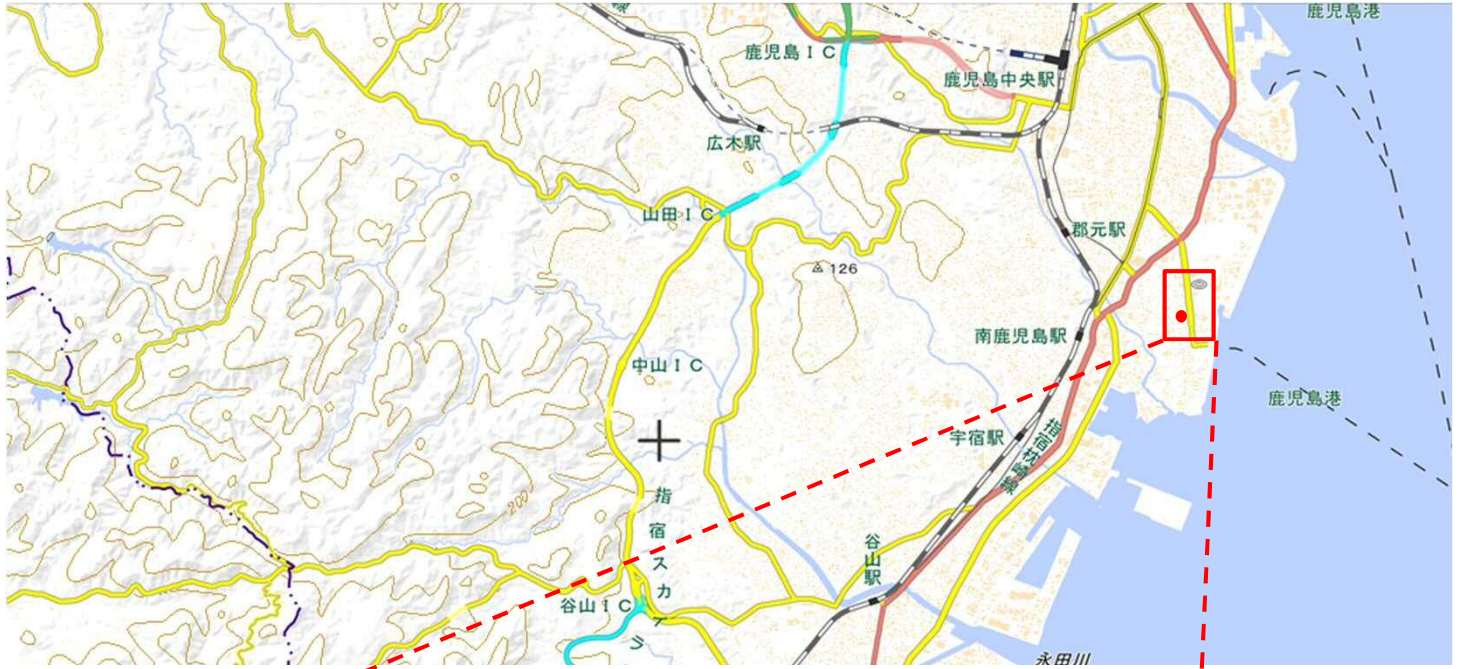 線
鹿児島港
鹿児島ＩＣ
鹿児島中央駅
広木駅
山田ＩＣ
郡元駅
126
南鹿児島駅
中山ＩＣ
鹿児島港
宇宿駅
指宿枕崎線
200
指宿スカイラ
谷山駅
谷山ＩＣ
永田川